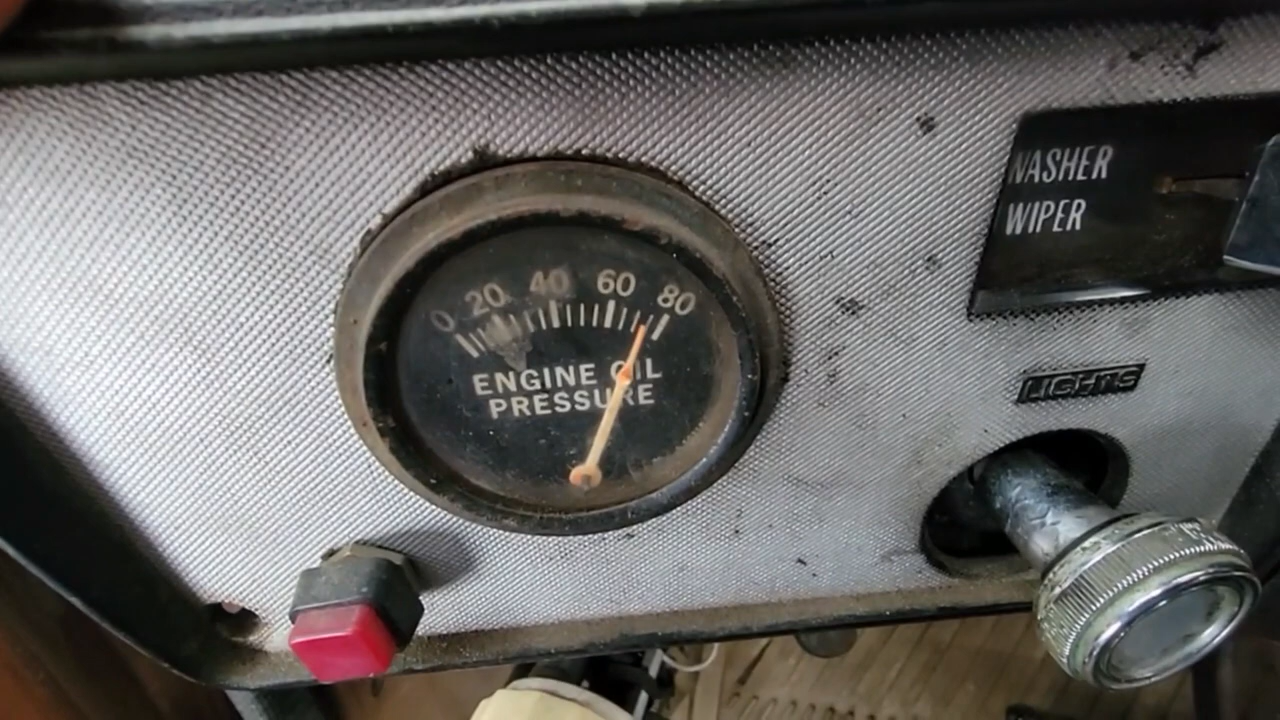 0 20 40 60 80
ENGINE OIL
PRESSURE
WASHER
WIPER
LIGHTS